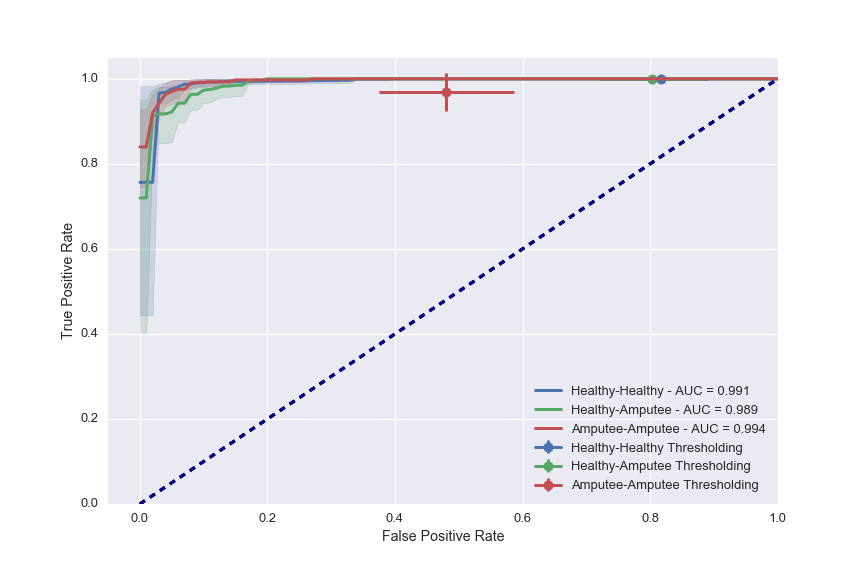 1.0
0.8
0.6
0.4
0.2
0.0
True Positive Rate
0.0 0.2 0.4 0.6 0.8 1.0
False Positive Rate
Healthy-Healthy - AUC = 0.991
Healthy-Amputee - AUC = 0.989
Amputee-Amputee - AUC = 0.994
Healthy-Healthy Thresholding
Healthy-Amputee Thresholding
Amputee-Amputee Thresholding